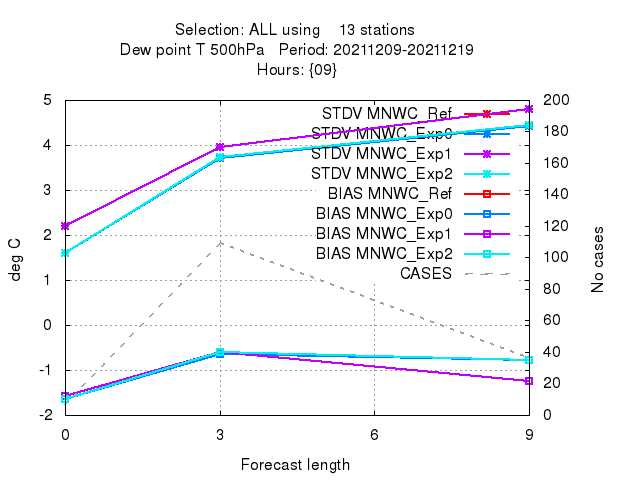 Selection: ALL using    13 stations
Dew point T 500hPa   Period: 20211209-20211219
Hours: {09}
STDV MNWC_Ref
STDV MNWC_Exp0
STDV MNWC_Exp1
STDV MNWC_Exp2
BIAS MNWC_Ref
BIAS MNWC_Exp0
BIAS MNWC_Exp1
BIAS MNWC_Exp2
CASES
deg C
5
4
3
2
1
0
-1
-2
No cases
200
180
160
140
120
100
80
60
40
20
0
0
3
6
9
Forecast length